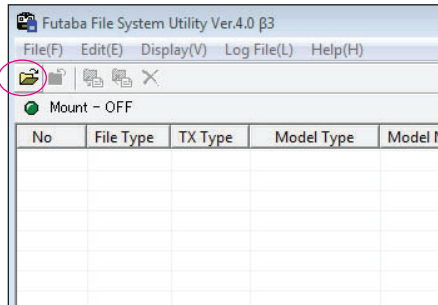 Futaba File System Utility Ver.4.0 β3
File(F) Edit(E) Display(V) Log File(L) Help(H)
Mount - OFF
No File Type TX Type Model Type Model